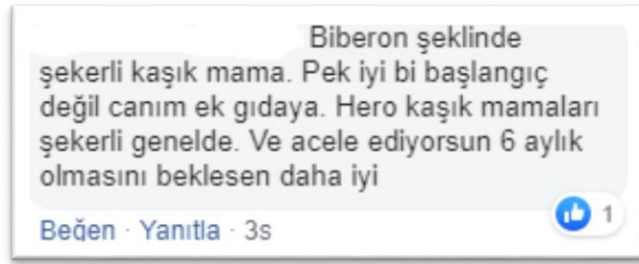 Biberon şeklinde
şekerli kaşık mama. Pek iyi bi başlangıç
değil canım ek gıdaya. Hero kaşık mamaları
şekerli genelde. Ve acele ediyorsun 6 aylık
olmasını beklesen daha iyi
1
Beğen · Yanıtla · 3s